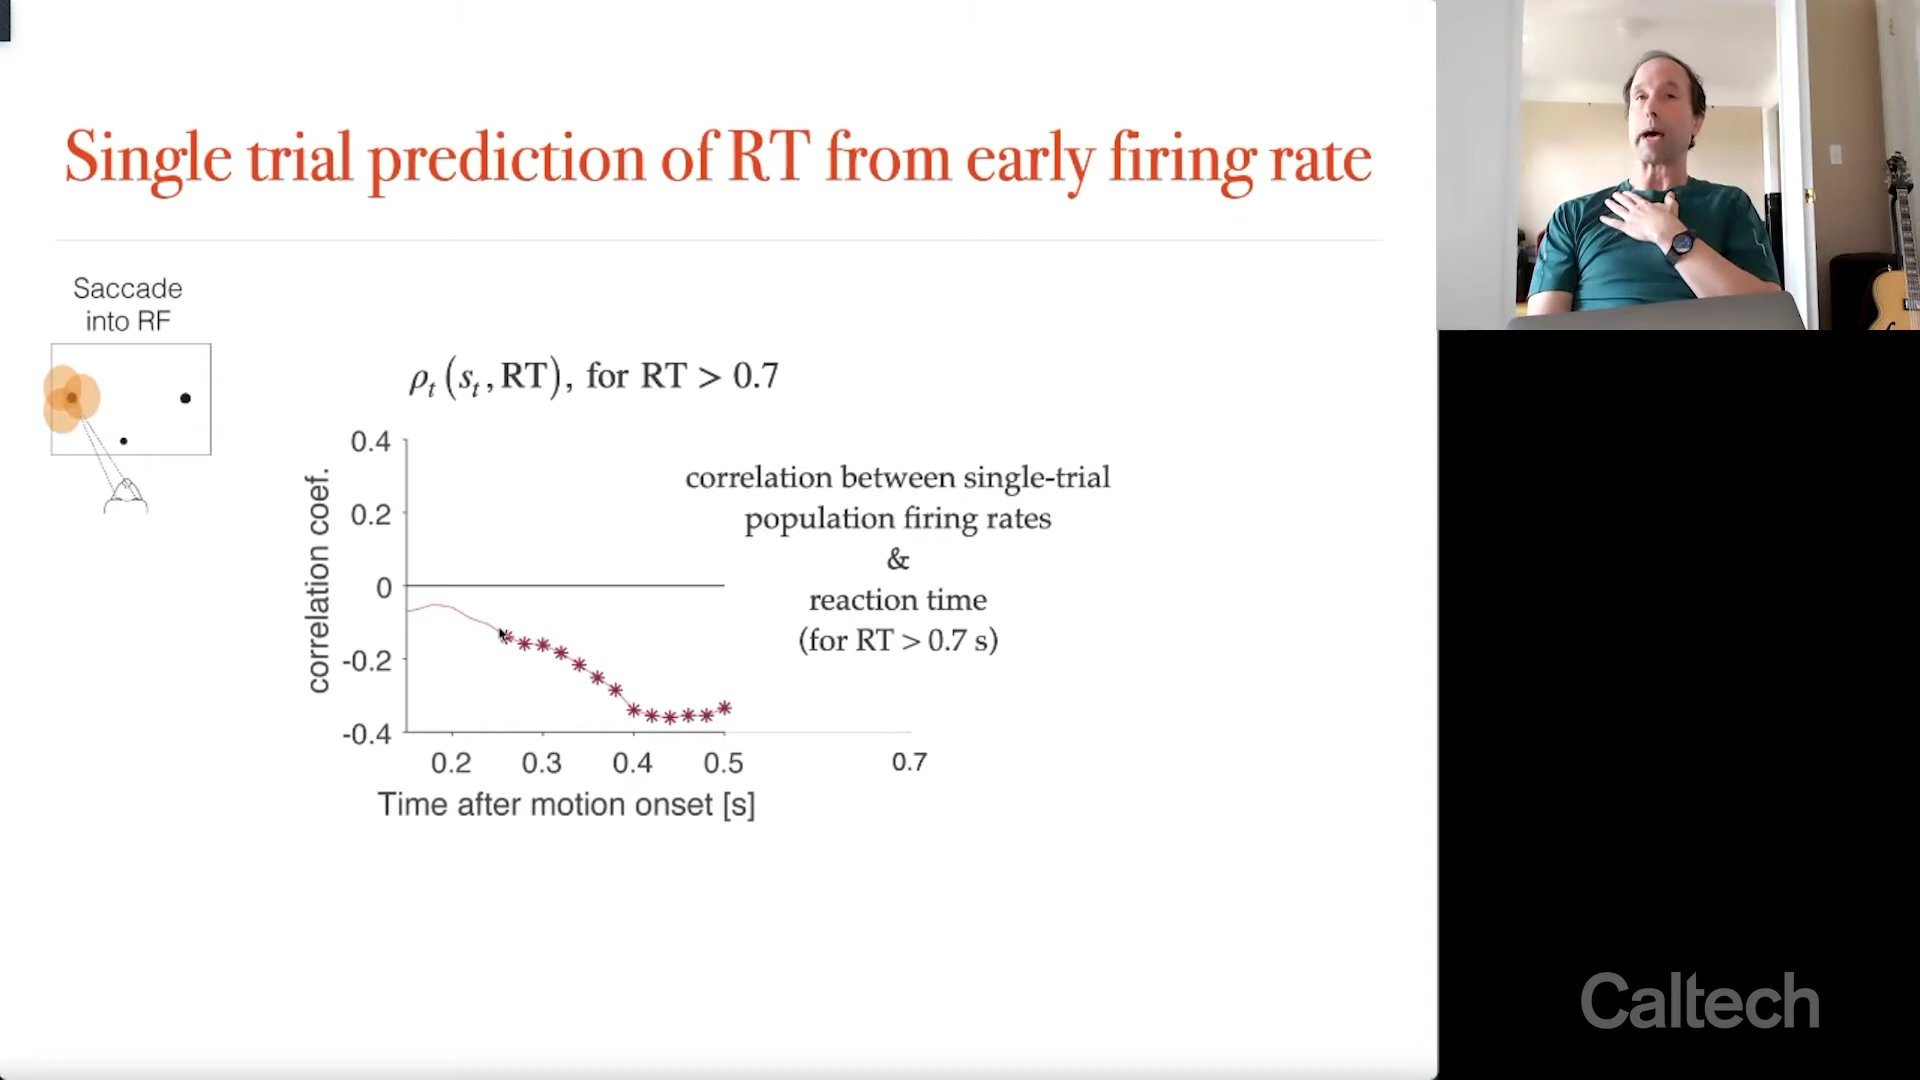 Single trial prediction of RT from early firing rate
Saccade
into RF
ρt (st, RT), for RT > 0.7
0.4
0.2
0
-0.2
-0.4
correlation coef.
0.2 0.3 0.4 0.5 0.7
Time after motion onset [s]
correlation between single-trial
population firing rates
&
reaction time
(for RT > 0.7 s)
Caltech